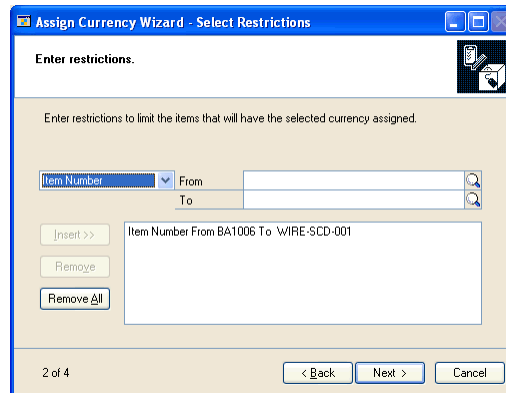 Assign Currency Wizard - Select Restrictions
Enter restrictions.
Enter restrictions to limit the items that will have the selected currency assigned.
Item Number From
To
Insert >>
Item Number From BA1006 To WIRE-SCD-001
Remove
Remove All
2 of 4 < Back Next > Cancel